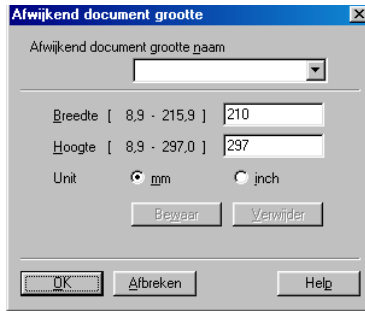 Afwijkend document grootte
Afwijkend document grootte naam
Breedte [ 8,9 - 215,9 ] 210
Hoogte [ 8,9 - 297,0 ] 297
Unit mm inch
Bewaar Verwijder
OK Afbreken Help